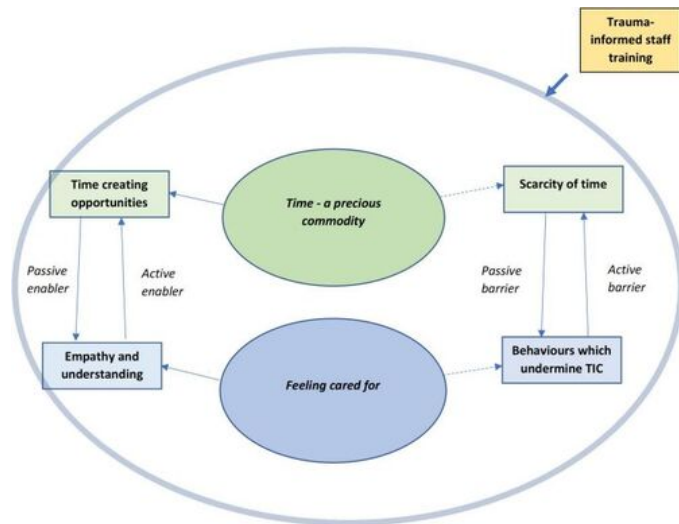 Trauma-
informed staff
training
Time creating
opportunities
Time - a precious
commodity
Scarcity of time
Passive
enabler
Active
enabler
Passive
barrier
Active
barrier
Empathy and
understanding
Feeling cared for
Behaviours which
undermine TIC